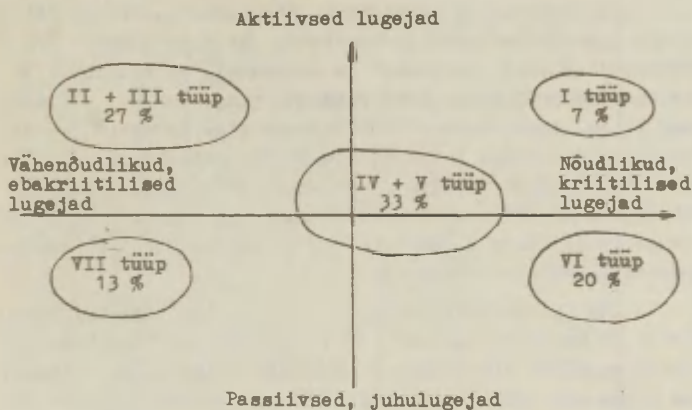 Aktiivsed lugejad
II + III tüüp
27 %
I tüüp
7 %
Vähenõudlikud,
ebakriitilised
lugejad
IV + V tüüp
33 %
Nõudlikud,
kriitilised
lugejad
VII tüüp
13 %
VI tüüp
20 %
Passiivsed, juhulugejad